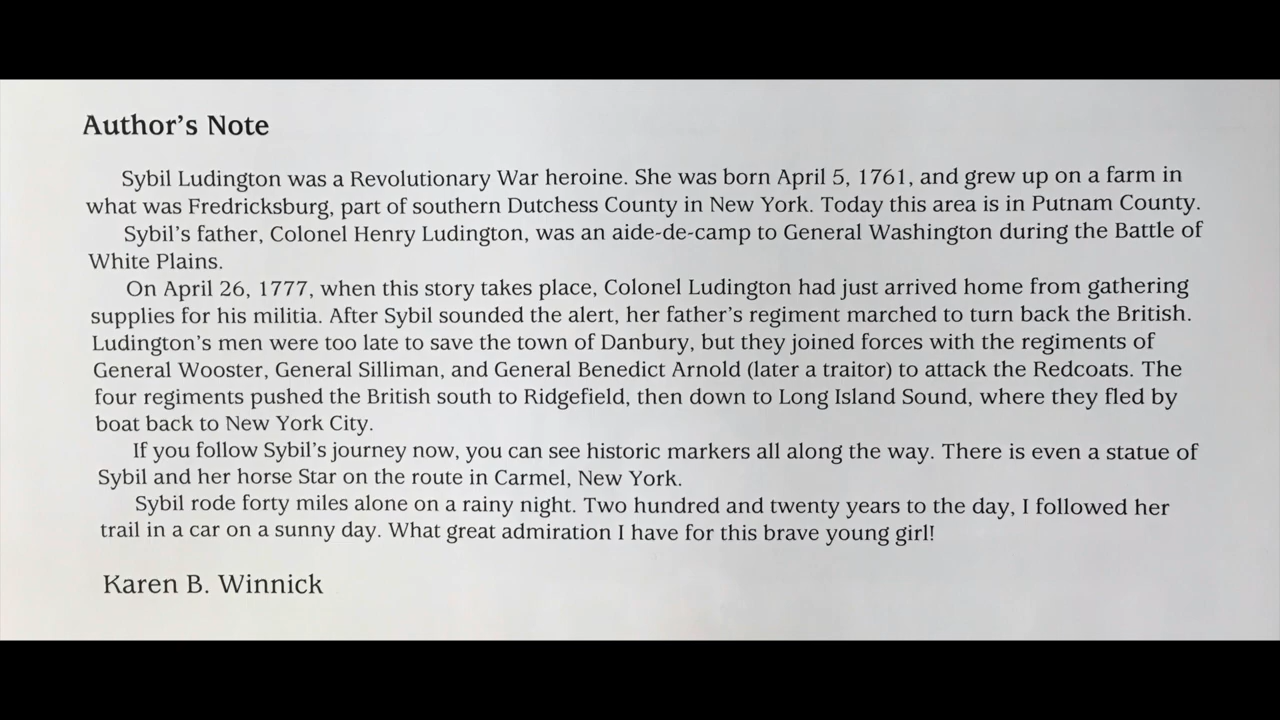 Author's Note
Sybil Ludington was a Revolutionary War heroine. She was born April 5, 1761, and grew up on a farm in
what was Fredricksburg, part of southern Dutchess County in New York. Today this area is in Putnam County.
Sybil's father, Colonel Henry Ludington, was an aide-de-camp to General Washington during the Battle of
White Plains.
On April 26, 1777, when this story takes place, Colonel Ludington had just arrived home from gathering
supplies for his militia. After Sybil sounded the alert, her father's regiment marched to turn back the British.
Ludington's men were too late to save the town of Danbury, but they joined forces with the regiments of
General Wooster, General Silliman, and General Benedict Arnold (later a traitor) to attack the Redcoats. The
four regiments pushed the British south to Ridgefield, then down to Long Island Sound, where they fled by
boat back to New York City.
If you follow Sybil's journey now, you can see historic markers all along the way. There is even a statue of
Sybil and her horse Star on the route in Carmel, New York.
Sybil rode forty miles alone on a rainy night. Two hundred and twenty years to the day, I followed her
trail in a car on a sunny day. What great admiration I have for this brave young girl!
Karen B. Winnick